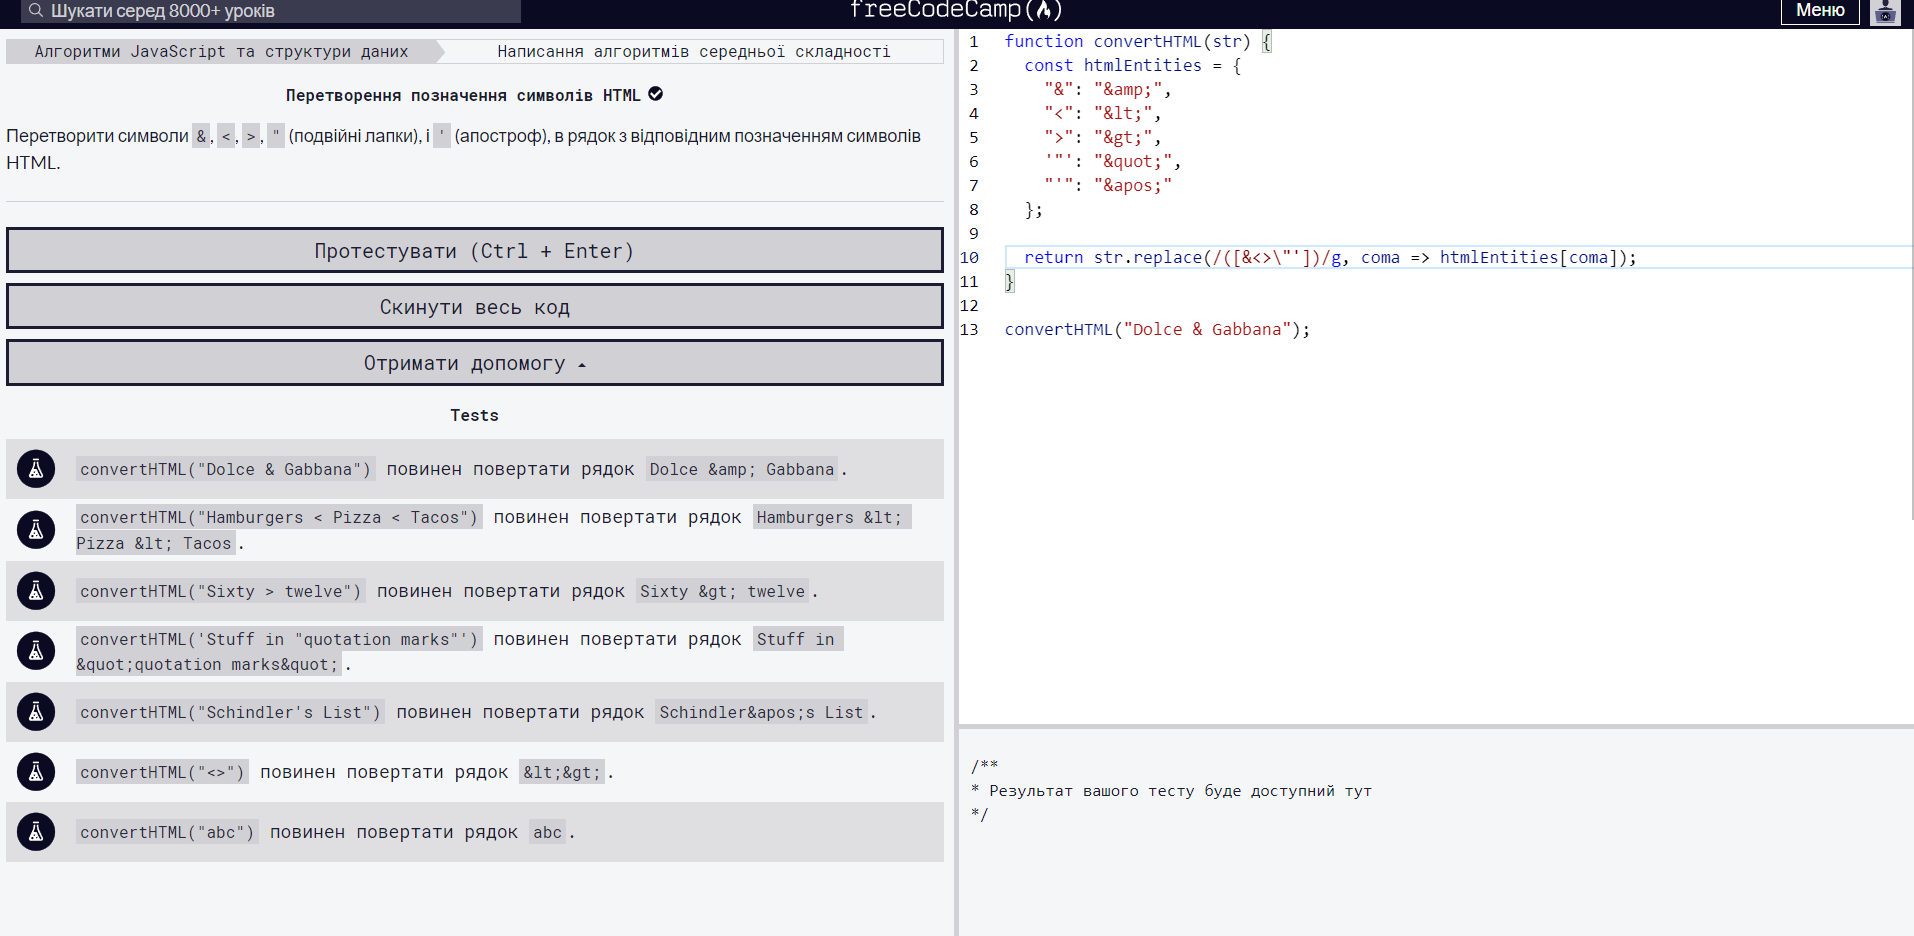 Шукати серед 8000+ уроків
freeCodeCamp(🔥)
Меню
Алгоритми JavaScript та структури даних
Написання алгоритмів середньої складності
Перетворення позначення символів HTML
Перетворити символи &, <, >, " (подвійні лапки), і ' (апостроф), в рядок з відповідним позначенням символів
HTML.
Протестувати (Ctrl + Enter)
Скинути весь код
Отримати допомогу
Tests
convertHTML("Dolce & Gabbana") повинен повертати рядок Dolce &amp; Gabbana.
convertHTML("Hamburgers < Pizza < Tacos") повинен повертати рядок Hamburgers &lt;
Pizza &lt; Tacos.
convertHTML("Sixty > twelve") повинен повертати рядок Sixty &gt; twelve.
convertHTML('Stuff in "quotation marks"') повинен повертати рядок Stuff in
&quot;quotation marks&quot;.
convertHTML("Schindler's List") повинен повертати рядок Schindler&apos;s List.
convertHTML("<>") повинен повертати рядок &lt;&gt;.
convertHTML("abc") повинен повертати рядок abc.
1 function convertHTML(str) {
2 const htmlEntities = {
3 "&": "&amp;",
4 "<": "&lt;",
5 ">": "&gt;",
6 '"': "&quot;",
7 "'": "&apos;"
8 };
9
10 return str.replace(/([&<>\"'])/g, coma => htmlEntities[coma]);
11 }
12
13 convertHTML("Dolce & Gabbana");
/**
* Результат вашого тесту буде доступний тут
*/